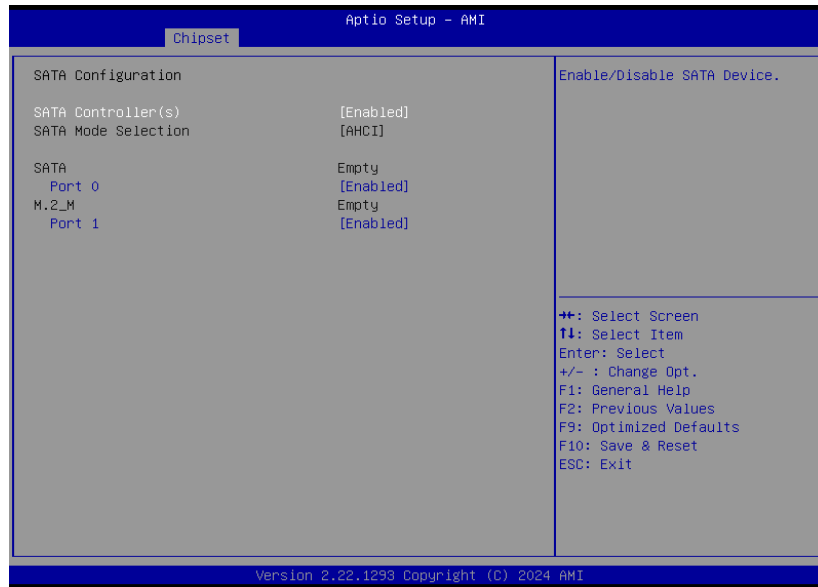 Aptio Setup – AMI
Chipset
SATA Configuration
SATA Controller(s) [Enabled]
SATA Mode Selection [AHCI]
SATA Empty
Port 0 [Enabled]
M.2_M Empty
Port 1 [Enabled]
Enable/Disable SATA Device.
→←: Select Screen
↑↓: Select Item
Enter: Select
+/- : Change Opt.
F1: General Help
F2: Previous Values
F9: Optimized Defaults
F10: Save & Reset
ESC: Exit
Version 2.22.1293 Copyright (C) 2024 AMI